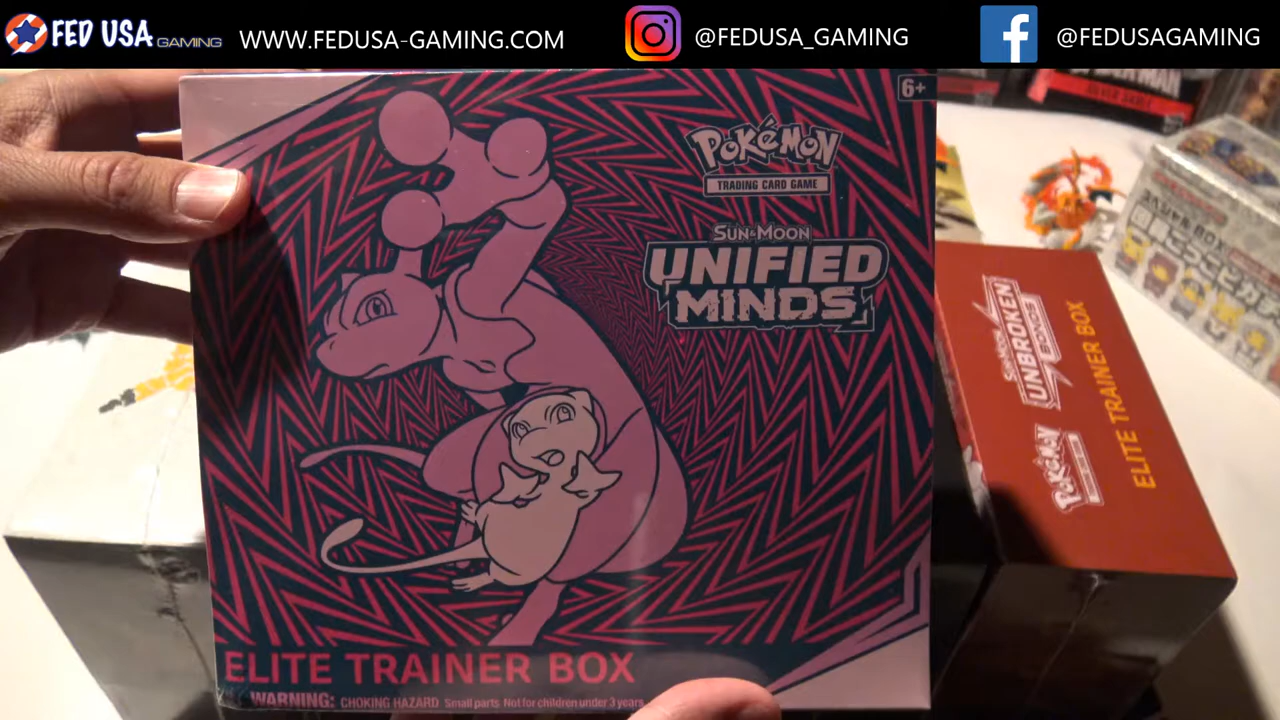 FED USA GAMING
WWW.FEDUSA-GAMING.COM
@FEDUSA_GAMING
@FEDUSAGAMING
6+
POKéMON
TRADING CARD GAME
SUN & MOON
UNIFIED
MINDS
ELITE TRAINER BOX
WARNING: CHOKING HAZARD Small parts Not for children under 3 years.
POKéMON
SUN & MOON
UNBROKEN
BONDS
ELITE TRAINER BOX